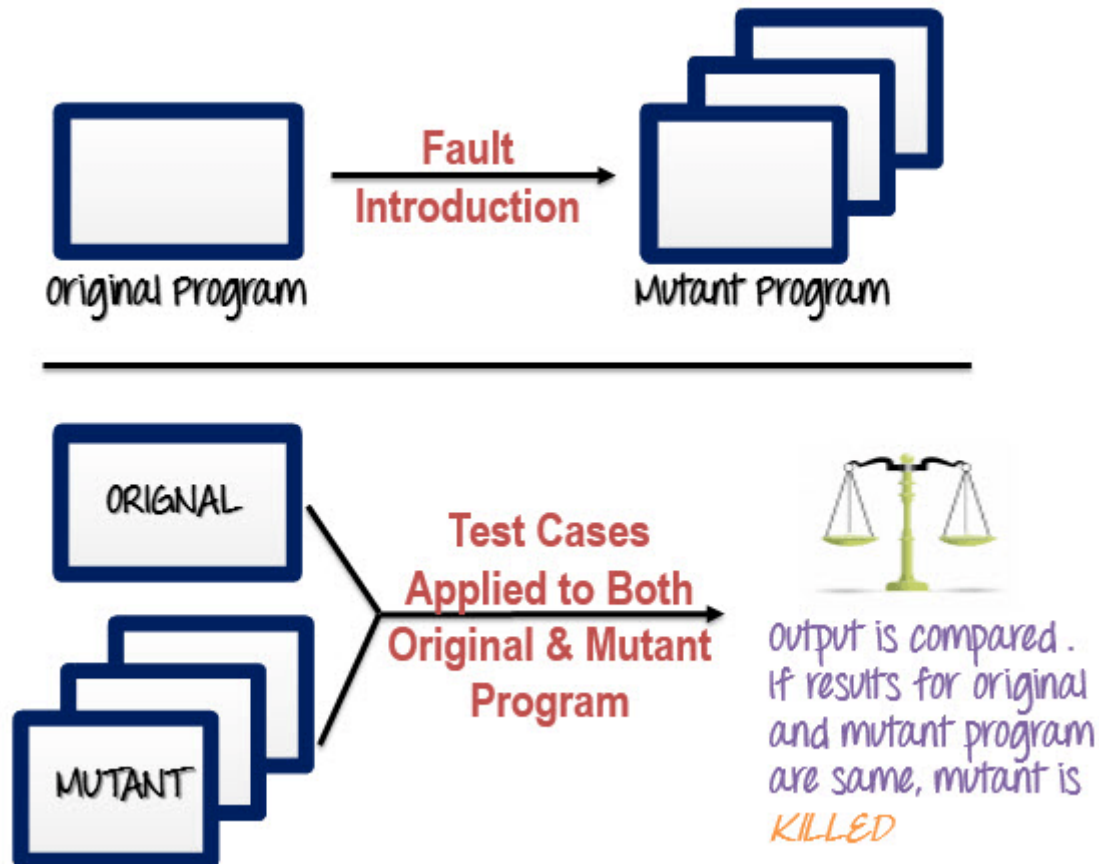 Fault
Introduction
Original Program
Mutant Program
ORIGNAL
MUTANT
Test Cases
Applied to Both
Original & Mutant
Program
Output is compared.
If results for original
and mutant program
are same, mutant is
KILLED